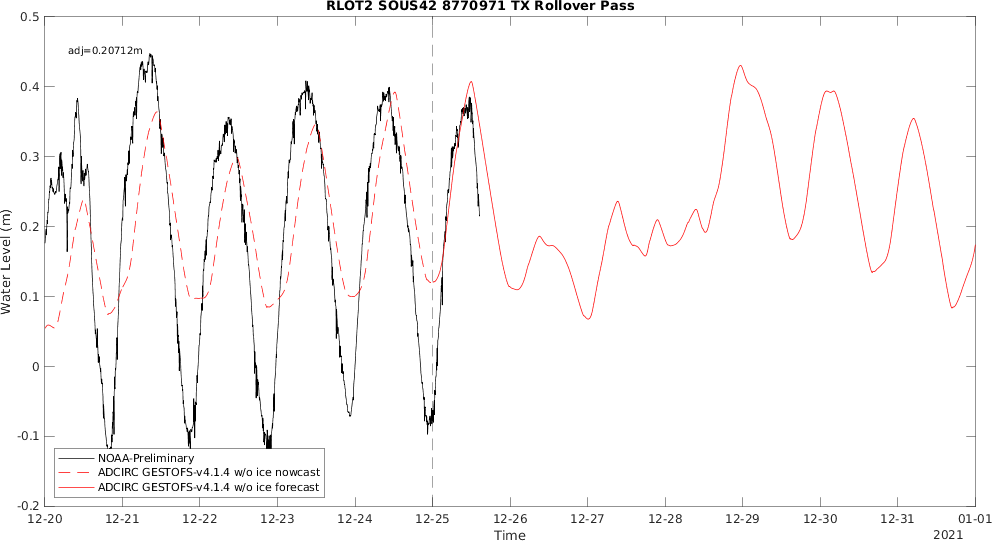 RLOT2 SOUS42 8770971 TX Rollover Pass
adj=0.20712m
Water Level (m)
0.5
0.4
0.3
0.2
0.1
0
-0.1
-0.2
NOAA-Preliminary
ADCIRC GESTOFS-v4.1.4 w/o ice nowcast
ADCIRC GESTOFS-v4.1.4 w/o ice forecast
12-20 12-21 12-22 12-23 12-24 12-25 12-26 12-27 12-28 12-29 12-30 12-31 01-01
Time
2021